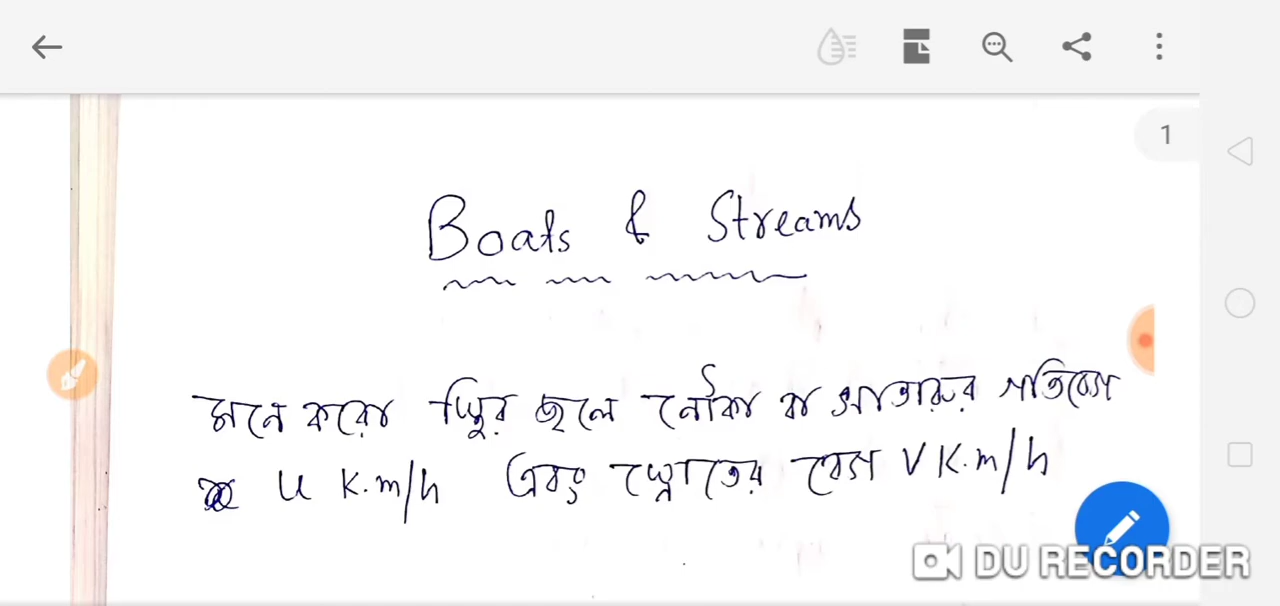 1
Boats & Streams
মনে করো স্থির জলে নৌকা বা সাতারুর গতিবেগ
u K.m/h এবং স্রোতের বেগ V K.m/h
DU RECORDER